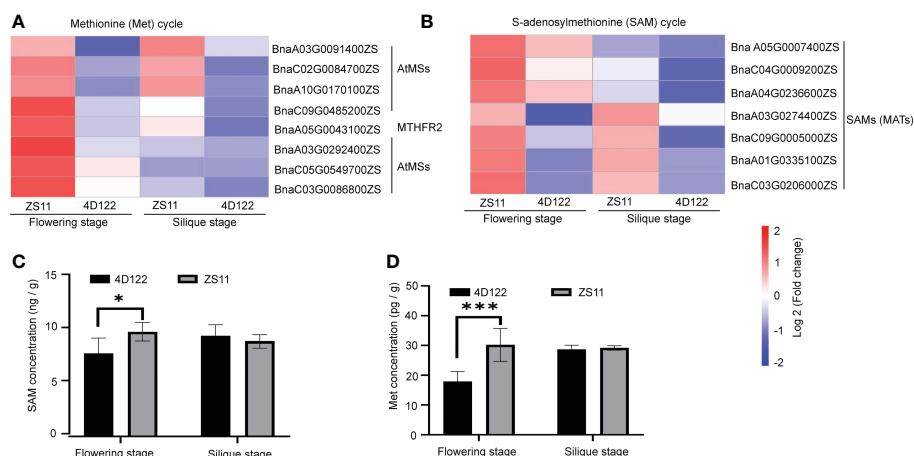 A
Methionine (Met) cycle
BnaA03G0091400ZS
BnaC02G0084700ZS
BnaA10G0170100ZS
BnaC09G0485200ZS
BnaA05G0043100ZS
BnaA03G0292400ZS
BnaC05G0549700ZS
BnaC03G0086800ZS
AtMSs
MTHFR2
AtMSs
ZS11 4D122 ZS11 4D122
Flowering stage Silique stage
B
S-adenosylmethionine (SAM) cycle
Bna A05G0007400ZS
BnaC04G0009200ZS
BnaA04G0236600ZS
BnaA03G0274400ZS
BnaC09G0005000ZS
BnaA01G0335100ZS
BnaC03G0206000ZS
SAMs (MATs)
ZS11 4D122 ZS11 4D122
Flowering stage Silique stage
2
1
0
-1
-2
Log 2 (Fold change)
C
4D122 ZS11
SAM concentration (ng / g)
15
10
5
0
*
Flowering stage Silique stage
D
4D122 ZS11
Met concentration (pg / g)
50
40
30
20
10
0
***
Flowering stage Silique stage